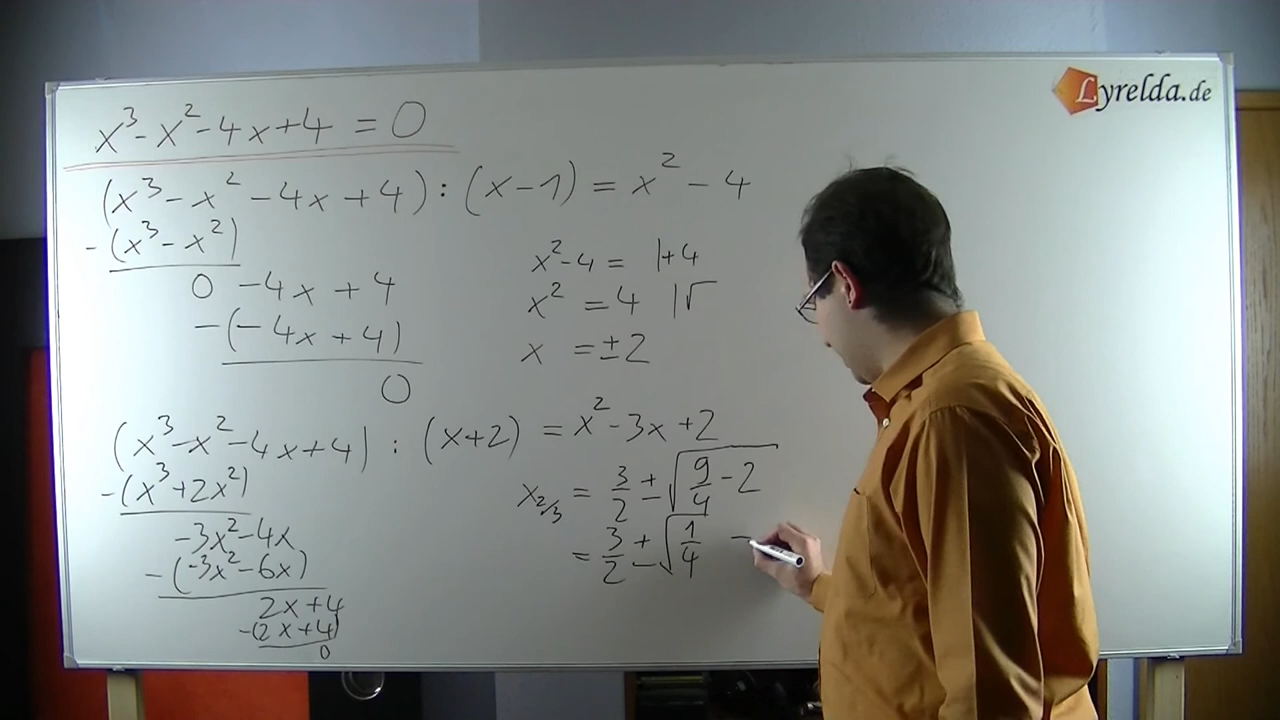 Lyrelda.de
x³-x²-4x+4 = 0
(x³-x²-4x+4):(x-1) = x²-4
-(x³-x²)
0 -4x+4
-(-4x+4)
0
x²-4 = |+4
x² = 4 |√
x = ±2
(x³-x²-4x+4):(x+2) = x²-3x+2
-(x³+2x²)
-3x²-4x
-(-3x²-6x)
2x+4
-(2x+4)
0
x₂/₃ = 3/2 ± √(9/4-2)
= 3/2 ± √(1/4) -